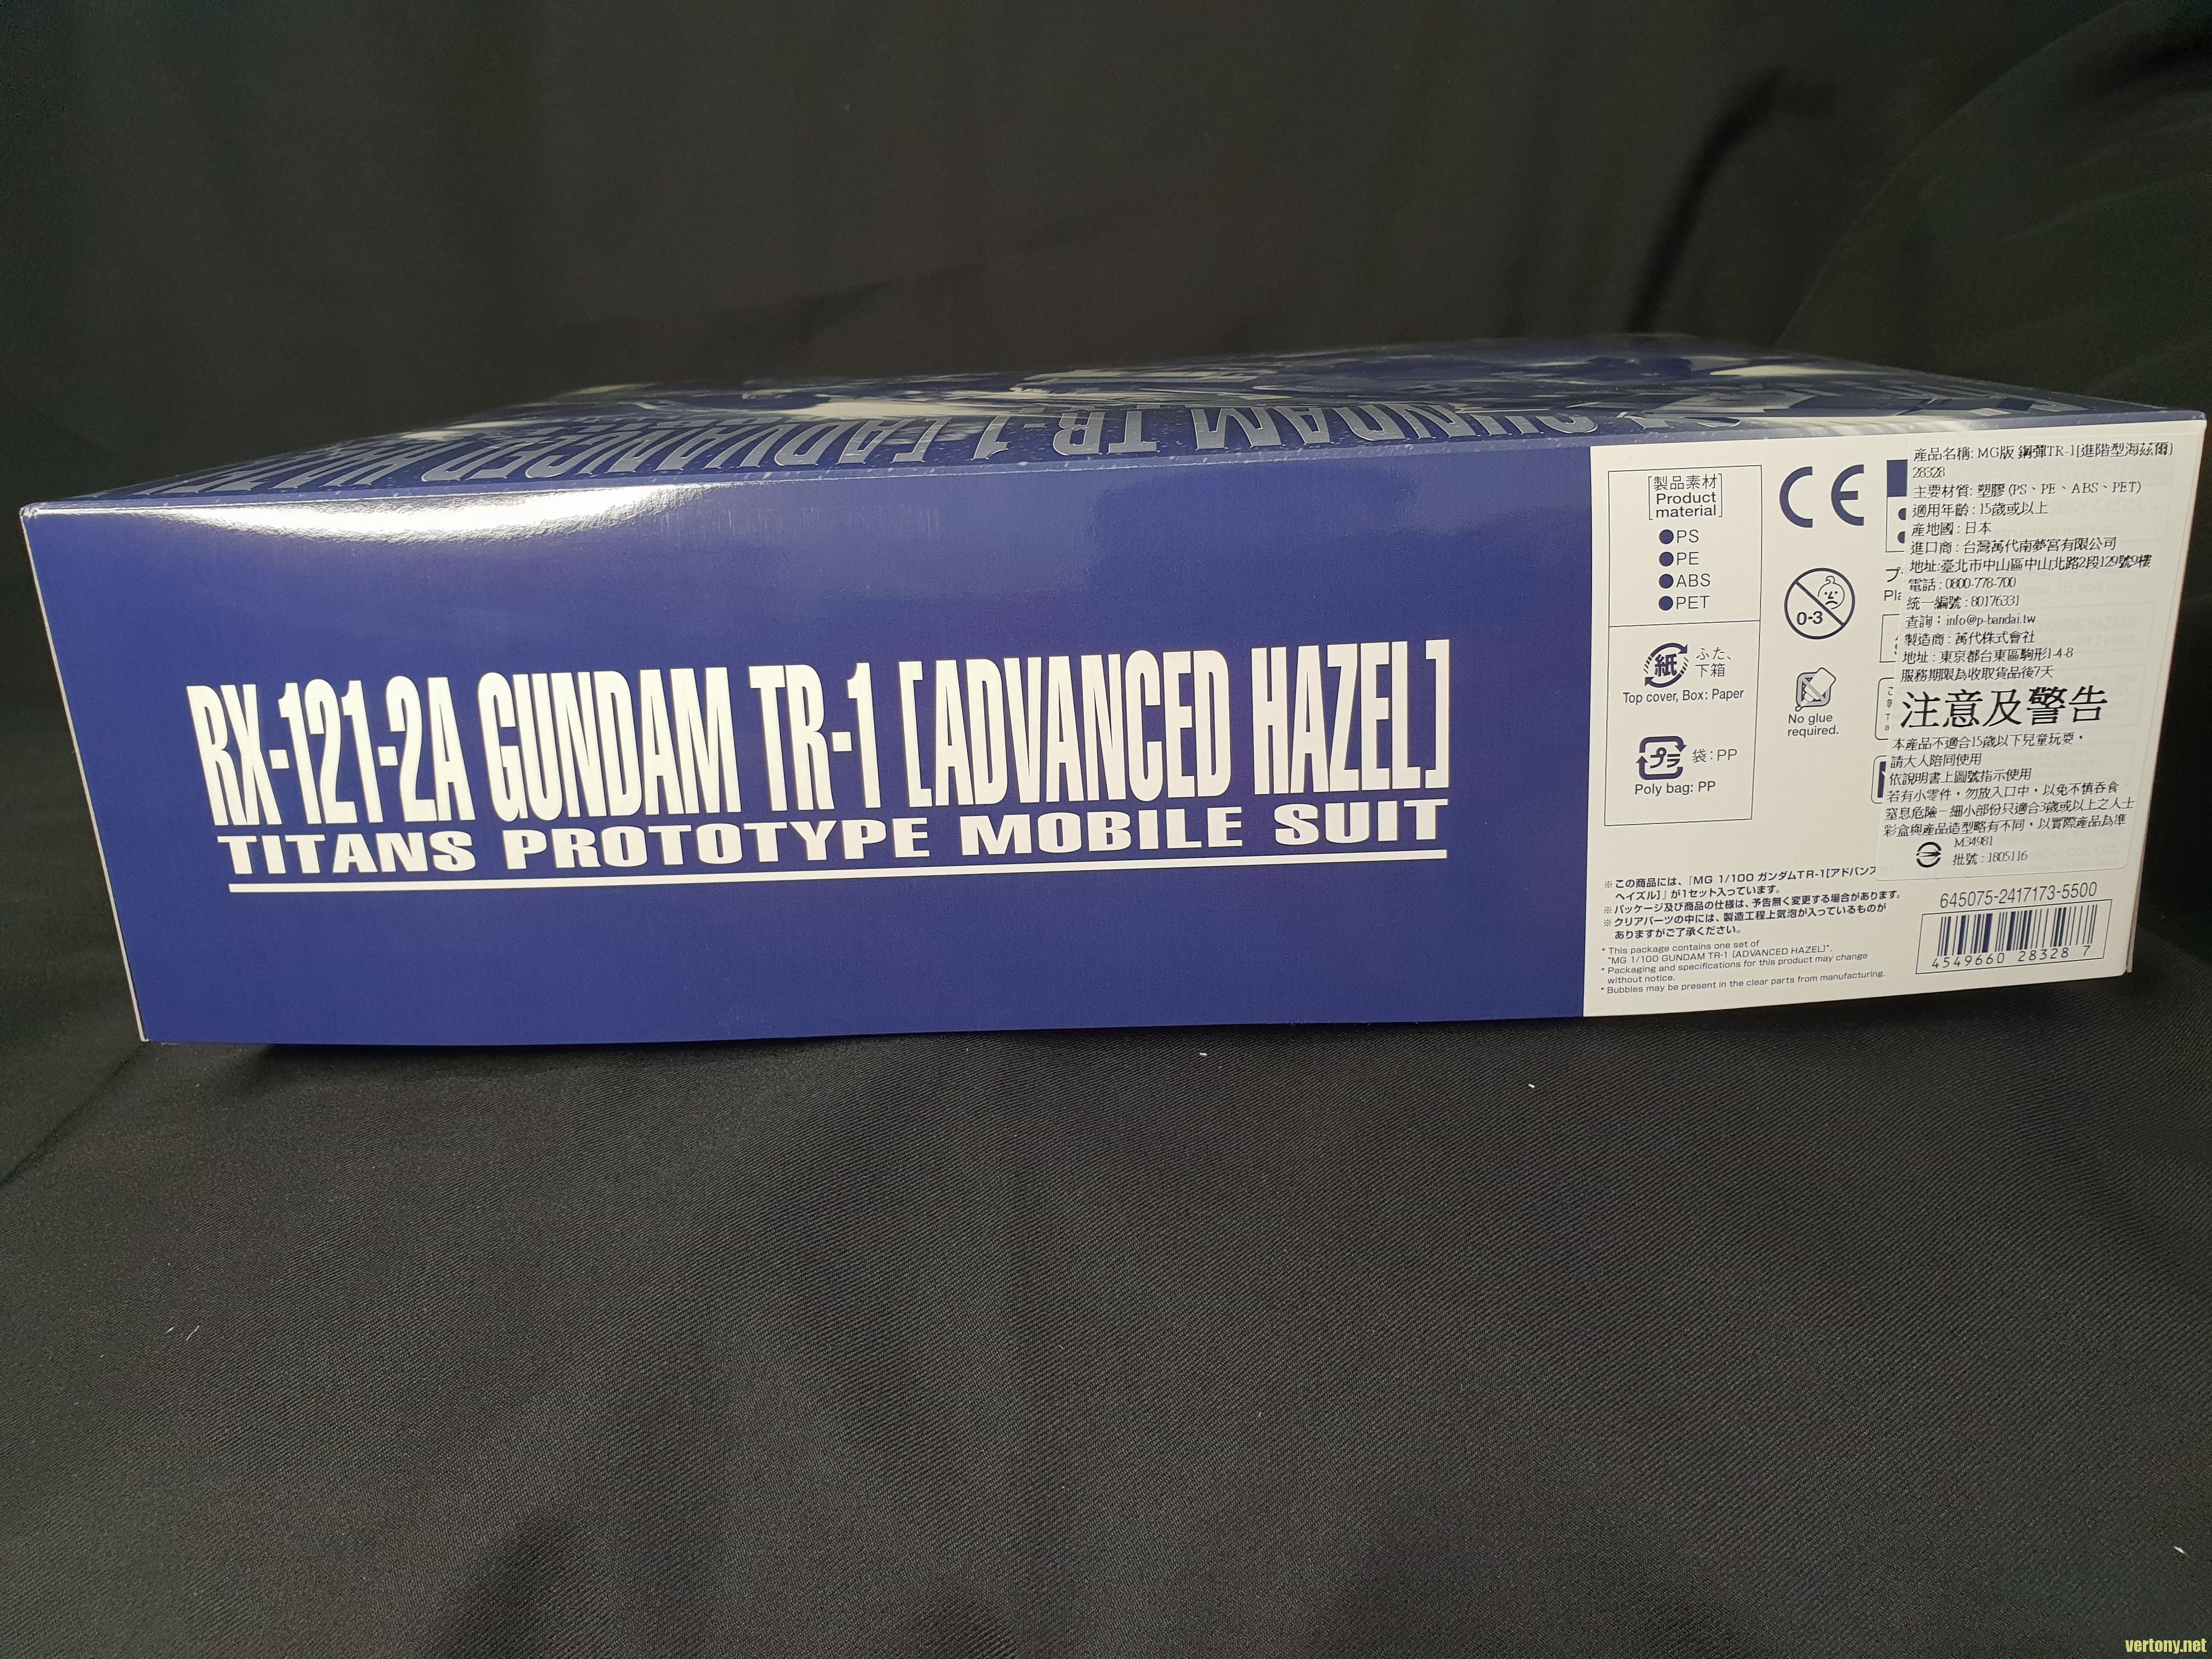 GUNDAM TR-1 [ADVANCED
RX-121-2A GUNDAM TR-1 [ADVANCED HAZEL]
TITANS PROTOTYPE MOBILE SUIT
[製品素材
Product
material]
●PS
●PE
●ABS
●PET
紙 ふた、
下箱
Top cover, Box: Paper
プラ 袋:PP
Poly bag: PP
CE
0-3
No glue
required.
※この商品には、『MG 1/100 ガンダムTR-1[アドバンス
ヘイズル]』が1セット入っています。
※パッケージ及び商品の仕様は、予告無く変更する場合があります。
※クリアパーツの中には、製造工程上気泡が入っているものが
ありますがご了承ください。
* This package contains one set of
"MG 1/100 GUNDAM TR-1 [ADVANCED HAZEL]".
* Packaging and specifications for this product may change
without notice.
* Bubbles may be present in the clear parts from manufacturing.
產品名稱: MG版 鋼彈TR-1[進階型海茲爾]
28328
主要材質: 塑膠 (PS、PE、ABS、PET)
適用年齡 : 15歲或以上
產地國 : 日本
進口商 : 台灣萬代南夢宮有限公司
地址:臺北市中山區中山北路2段129號9樓
電話 : 0800-778-700
統一編號 : 80176331
查詢 : info@p-bandai.tw
製造商 : 萬代株式會社
地址 : 東京都台東區駒形1-4-8
服務期限為收取貨品後7天
注意及警告
本產品不適合15歲以下兒童玩耍，
請大人陪同使用
依說明書上圖號指示使用
若有小零件，勿放入口中，以免不慎吞食
窒息危險－細小部份只適合3歲或以上之人士
彩盒與產品造型略有不同，以實際產品為準
M34981
批號 : 1805116
645075-2417173-5500
4549660 28328 7
vertony.net